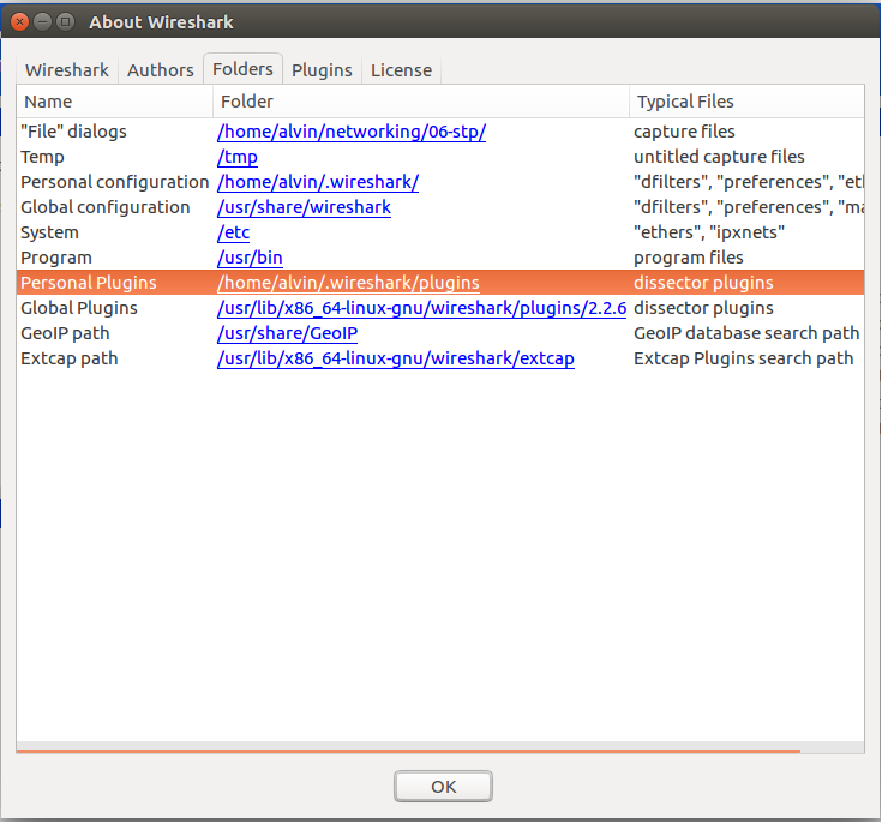 About Wireshark
Wireshark Authors Folders Plugins License
Name Folder Typical Files
"File" dialogs /home/alvin/networking/06-stp/ capture files
Temp /tmp untitled capture files
Personal configuration /home/alvin/.wireshark/ "dfilters", "preferences", "eth
Global configuration /usr/share/wireshark "dfilters", "preferences", "ma
System /etc "ethers", "ipxnets"
Program /usr/bin program files
Personal Plugins /home/alvin/.wireshark/plugins dissector plugins
Global Plugins /usr/lib/x86_64-linux-gnu/wireshark/plugins/2.2.6 dissector plugins
GeoIP path /usr/share/GeoIP GeoIP database search path
Extcap path /usr/lib/x86_64-linux-gnu/wireshark/extcap Extcap Plugins search path
OK